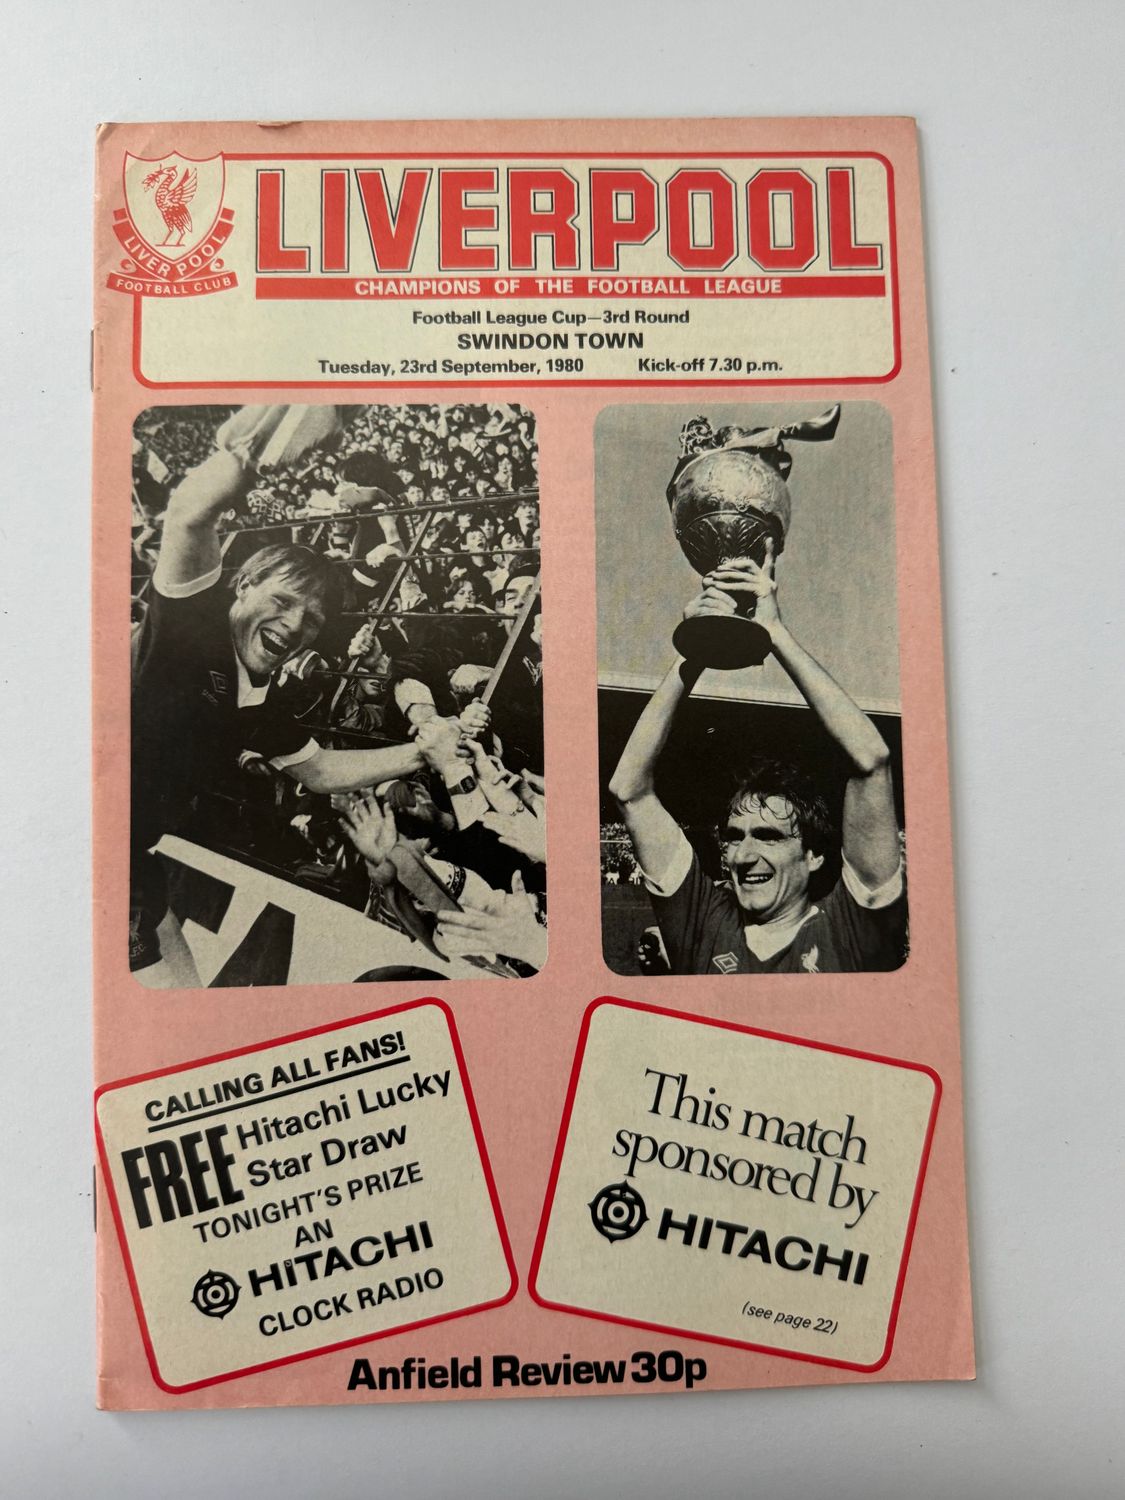 LIVERPOOL
FOOTBALL CLUB
LIVERPOOL
CHAMPIONS OF THE FOOTBALL LEAGUE
Football League Cup—3rd Round
SWINDON TOWN
Tuesday, 23rd September, 1980 Kick-off 7.30 p.m.
CALLING ALL FANS!
FREE Hitachi Lucky
Star Draw
TONIGHT'S PRIZE
AN
HITACHI
CLOCK RADIO
This match
sponsored by
HITACHI
(see page 22)
Anfield Review 30p